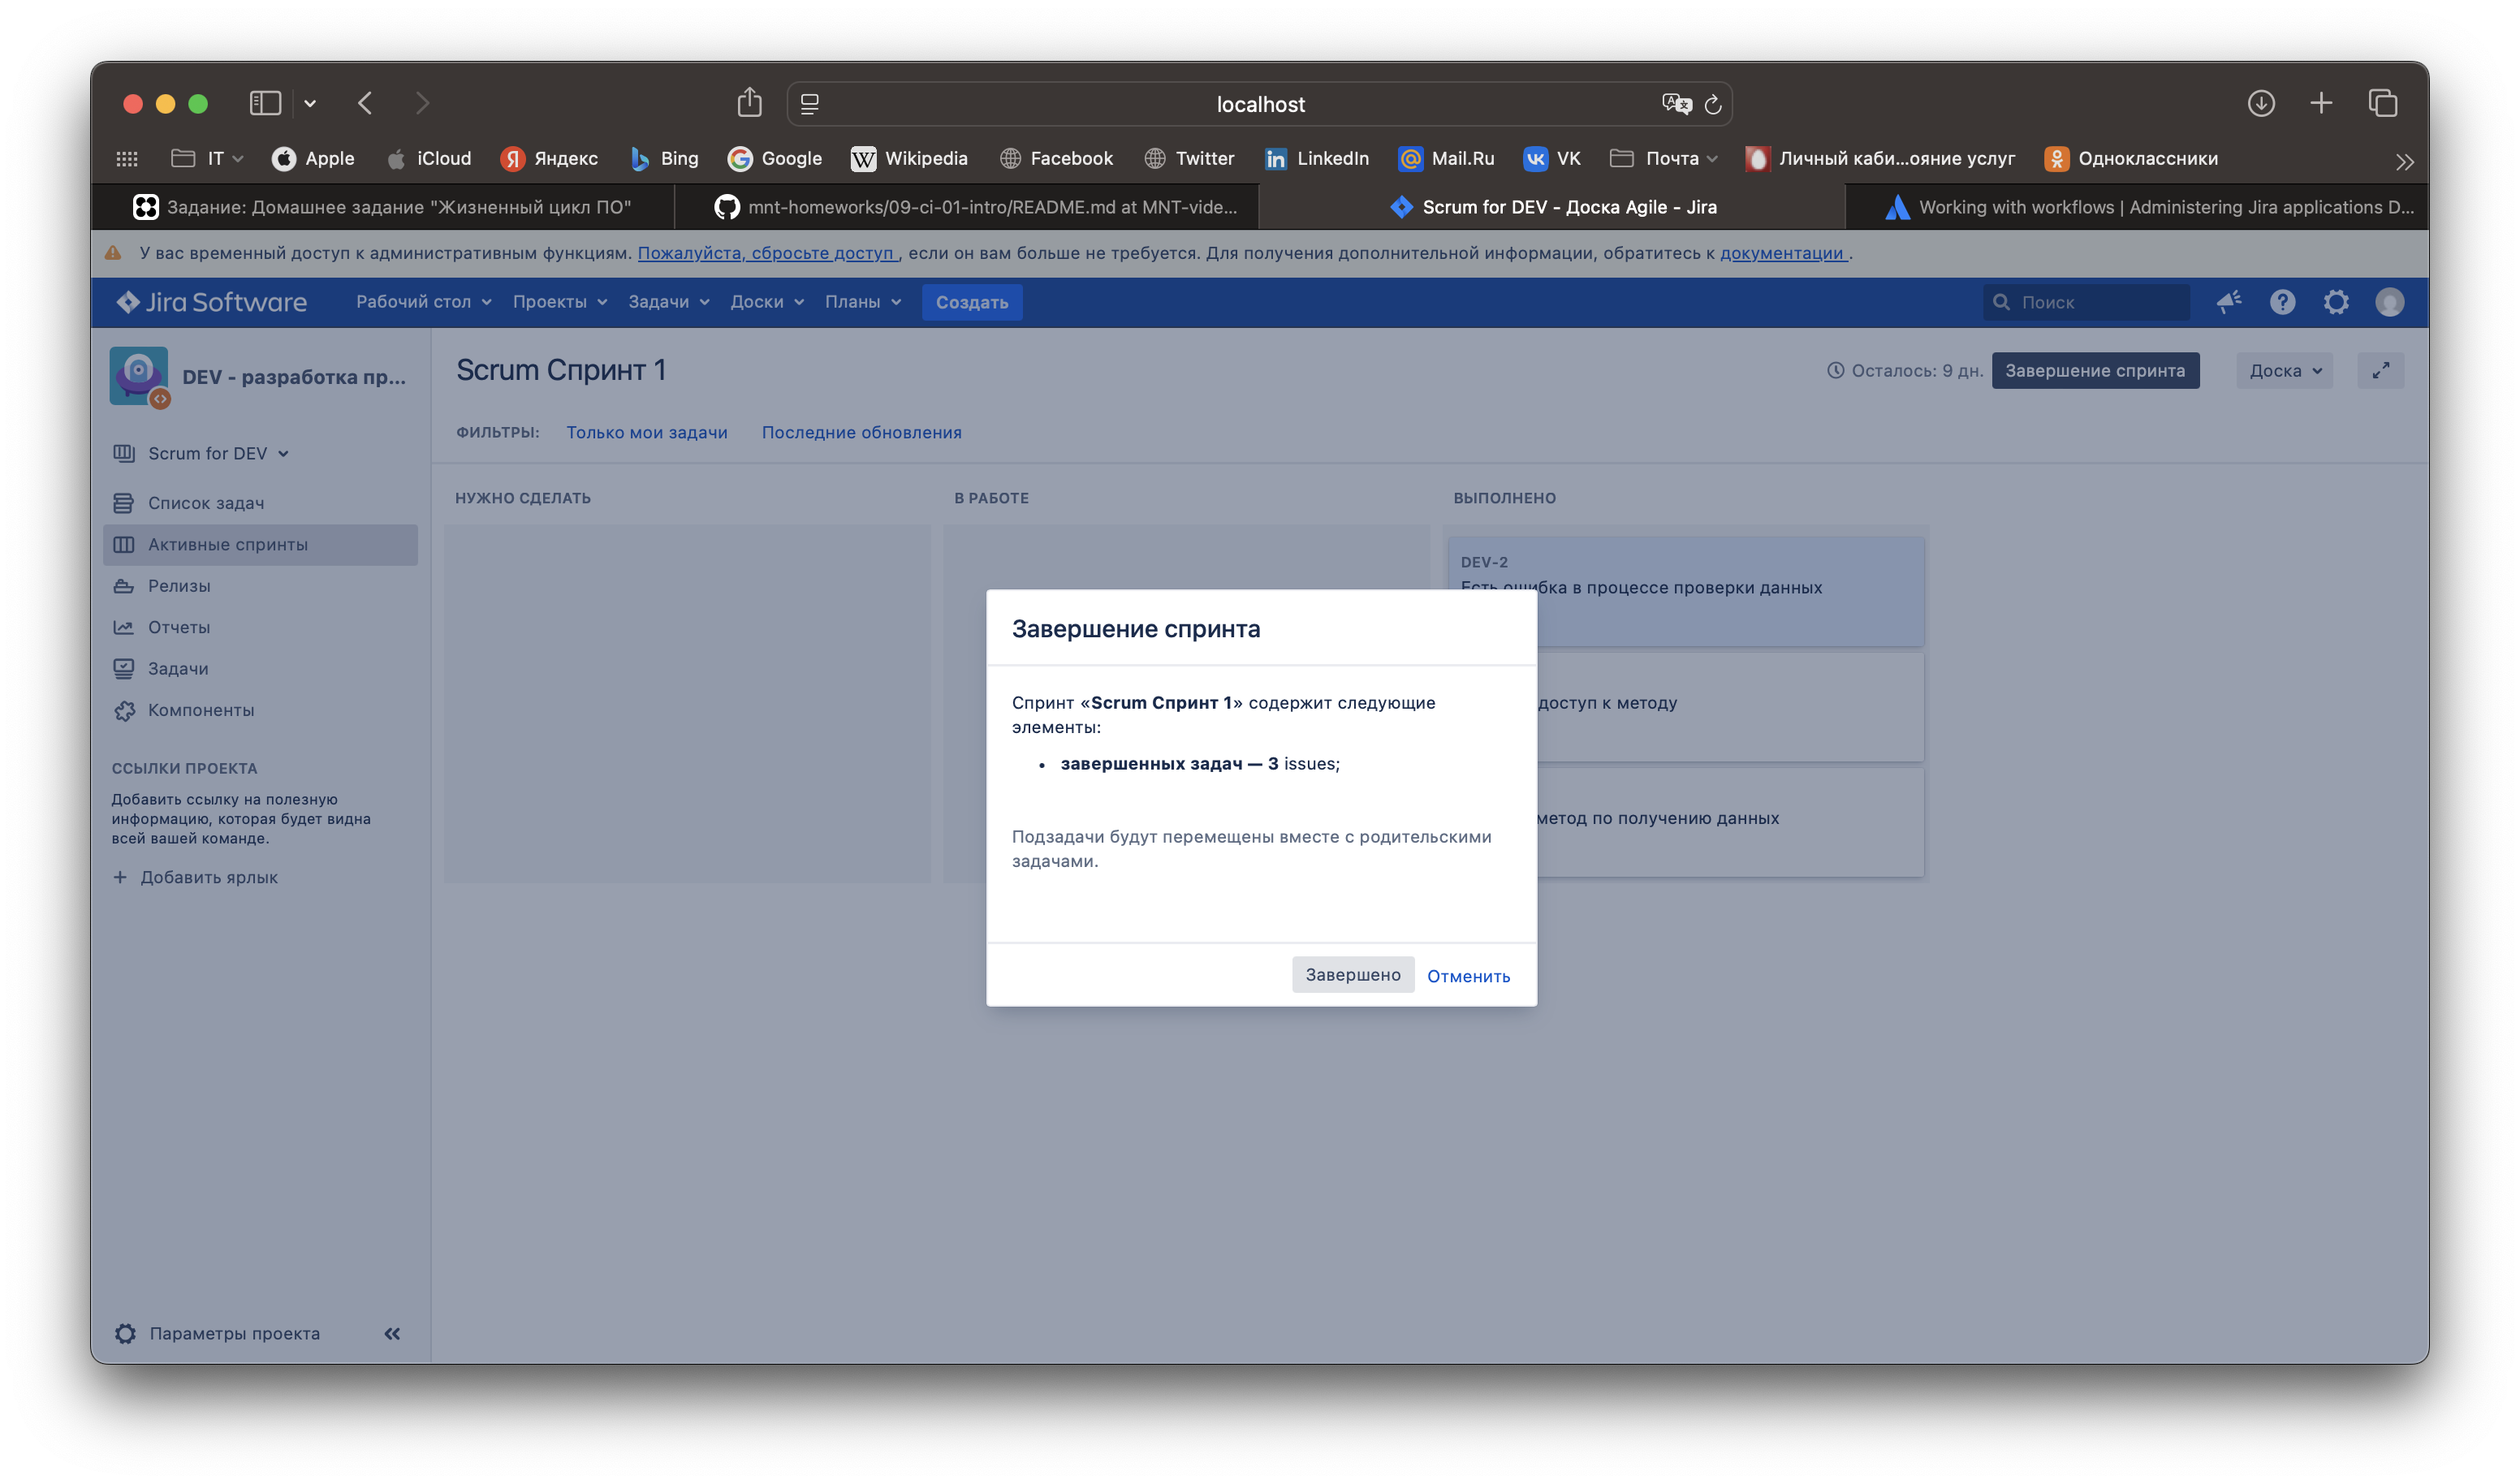 localhost
IT
Apple
iCloud
Яндекс
Bing
Google
Wikipedia
Facebook
Twitter
LinkedIn
Mail.Ru
VK
Почта
Личный каби...ояние услуг
Одноклассники
Задание: Домашнее задание "Жизненный цикл ПО"
mnt-homeworks/09-ci-01-intro/README.md at MNT-vide...
Scrum for DEV - Доска Agile - Jira
Working with workflows | Administering Jira applications D...
У вас временный доступ к административным функциям. Пожалуйста, сбросьте доступ , если он вам больше не требуется. Для получения дополнительной информации, обратитесь к документации .
Jira Software
Рабочий стол
Проекты
Задачи
Доски
Планы
Создать
Поиск
DEV - разработка пр...
Scrum for DEV
Список задач
Активные спринты
Релизы
Отчеты
Задачи
Компоненты
ССЫЛКИ ПРОЕКТА
Добавить ссылку на полезную
информацию, которая будет видна
всей вашей команде.
+ Добавить ярлык
Параметры проекта
Scrum Спринт 1
Осталось: 9 дн.
Завершение спринта
Доска
ФИЛЬТРЫ:
Только мои задачи
Последние обновления
НУЖНО СДЕЛАТЬ
В РАБОТЕ
ВЫПОЛНЕНО
DEV-2
Есть ошибка в процессе проверки данных
доступ к методу
метод по получению данных
Завершение спринта
Спринт «Scrum Спринт 1» содержит следующие
элементы:
• завершенных задач — 3 issues;
Подзадачи будут перемещены вместе с родительскими
задачами.
Завершено
Отменить